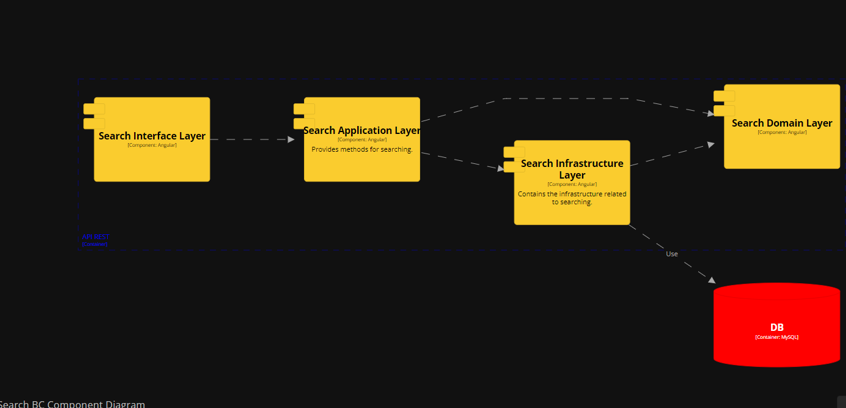 Search Interface Layer
[Component: Angular]
Search Application Layer
[Component: Angular]
Provides methods for searching.
Search Infrastructure
Layer
[Component: Angular]
Contains the infrastructure related
to searching.
Search Domain Layer
[Component: Angular]
API REST
[Container]
Use
DB
[Container: MySQL]
Search BC Component Diagram